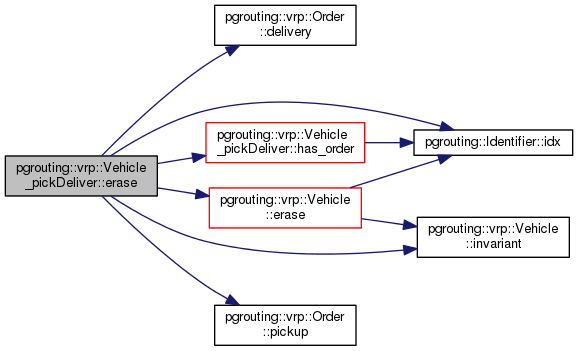 pgrouting::vrp::Order
::delivery
pgrouting::vrp::Vehicle
_pickDeliver::has_order
pgrouting::Identifier::idx
pgrouting::vrp::Vehicle
_pickDeliver::erase
pgrouting::vrp::Vehicle
::erase
pgrouting::vrp::Vehicle
::invariant
pgrouting::vrp::Order
::pickup